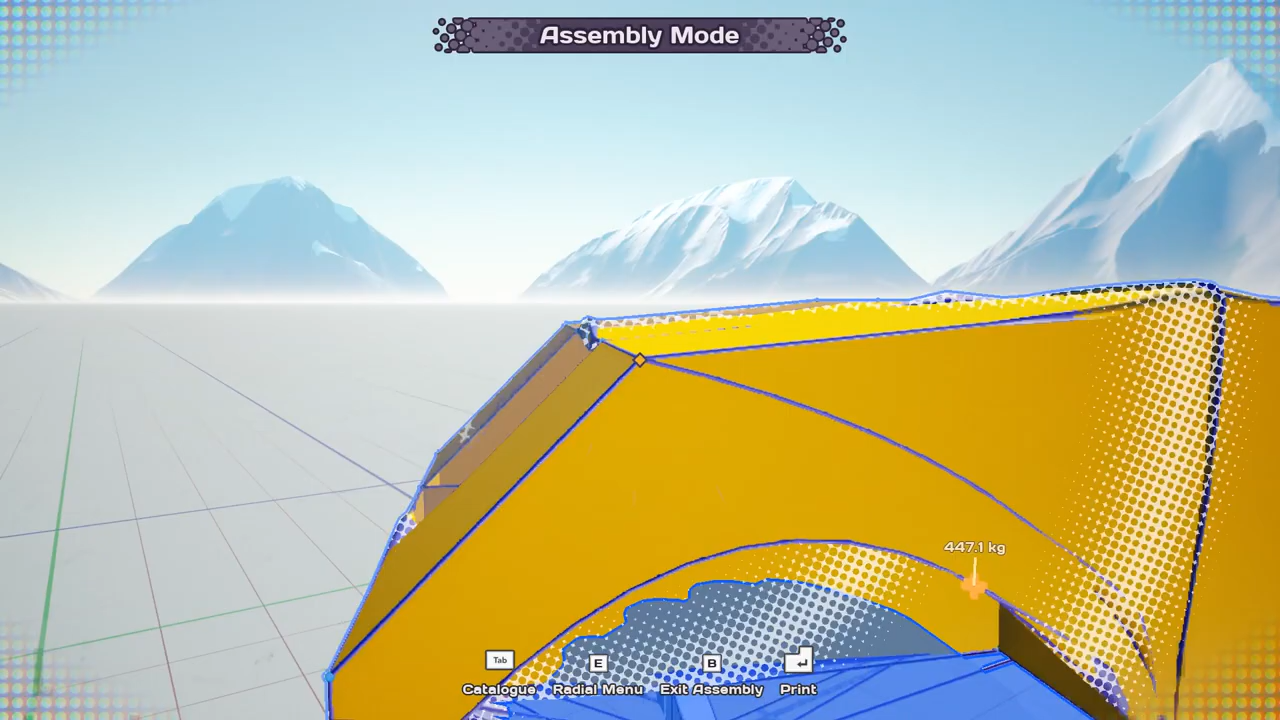 Assembly Mode
447.1 kg
Tab
E
B
Catalogue
Radial Menu
Exit Assembly
Print